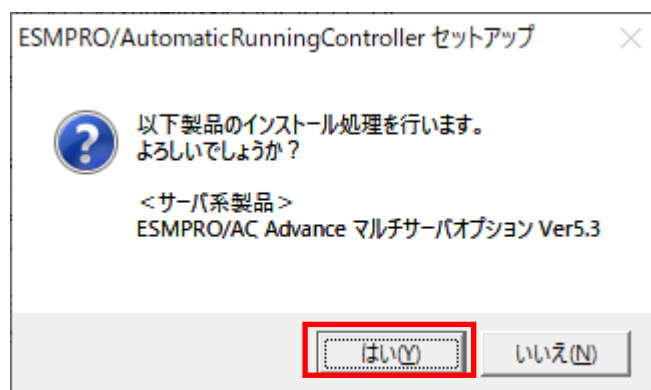 ESMPRO/AutomaticRunningController セットアップ
以下製品のインストール処理を行います。
よろしいでしょうか？
＜サーバ系製品＞
ESMPRO/AC Advance マルチサーバオプション Ver5.3
はい(Y)
いいえ(N)